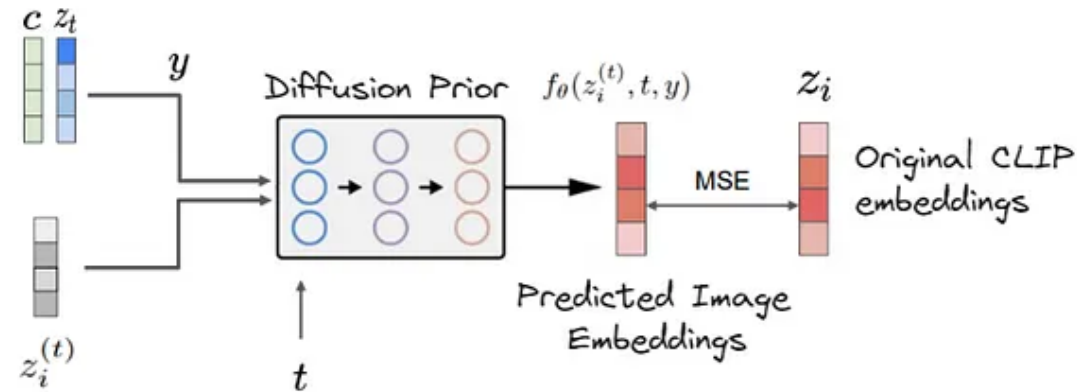 c z_t
y
Diffusion Prior
f_θ(z_i^{(t)}, t, y)
z_i
MSE
Original CLIP
embeddings
z_i^{(t)}
t
Predicted Image
Embeddings